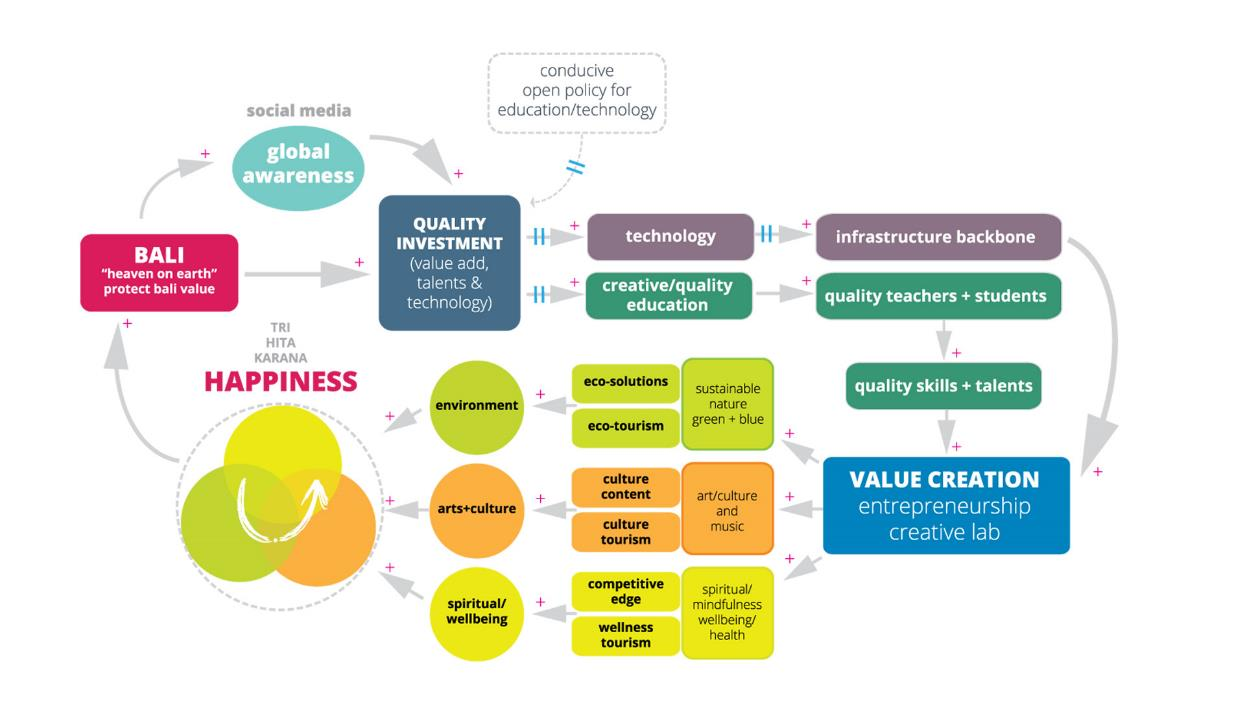 conducive
open policy for
education/technology
social media
global
awareness
+
+
BALI
“heaven on earth”
protect bali value
+
QUALITY
INVESTMENT
(value add,
talents &
technology)
+
technology
+
infrastructure backbone
+
creative/quality
education
+
quality teachers + students
+
quality skills + talents
+
+
VALUE CREATION
entrepreneurship
creative lab
+
sustainable
nature
green + blue
eco-solutions
eco-tourism
+
environment
+
+
art/culture
and
music
culture
content
culture
tourism
+
arts+culture
+
+
spiritual/
mindfulness
wellbeing/
health
competitive
edge
wellness
tourism
+
spiritual/
wellbeing
+
TRI
HITA
KARANA
HAPPINESS
+